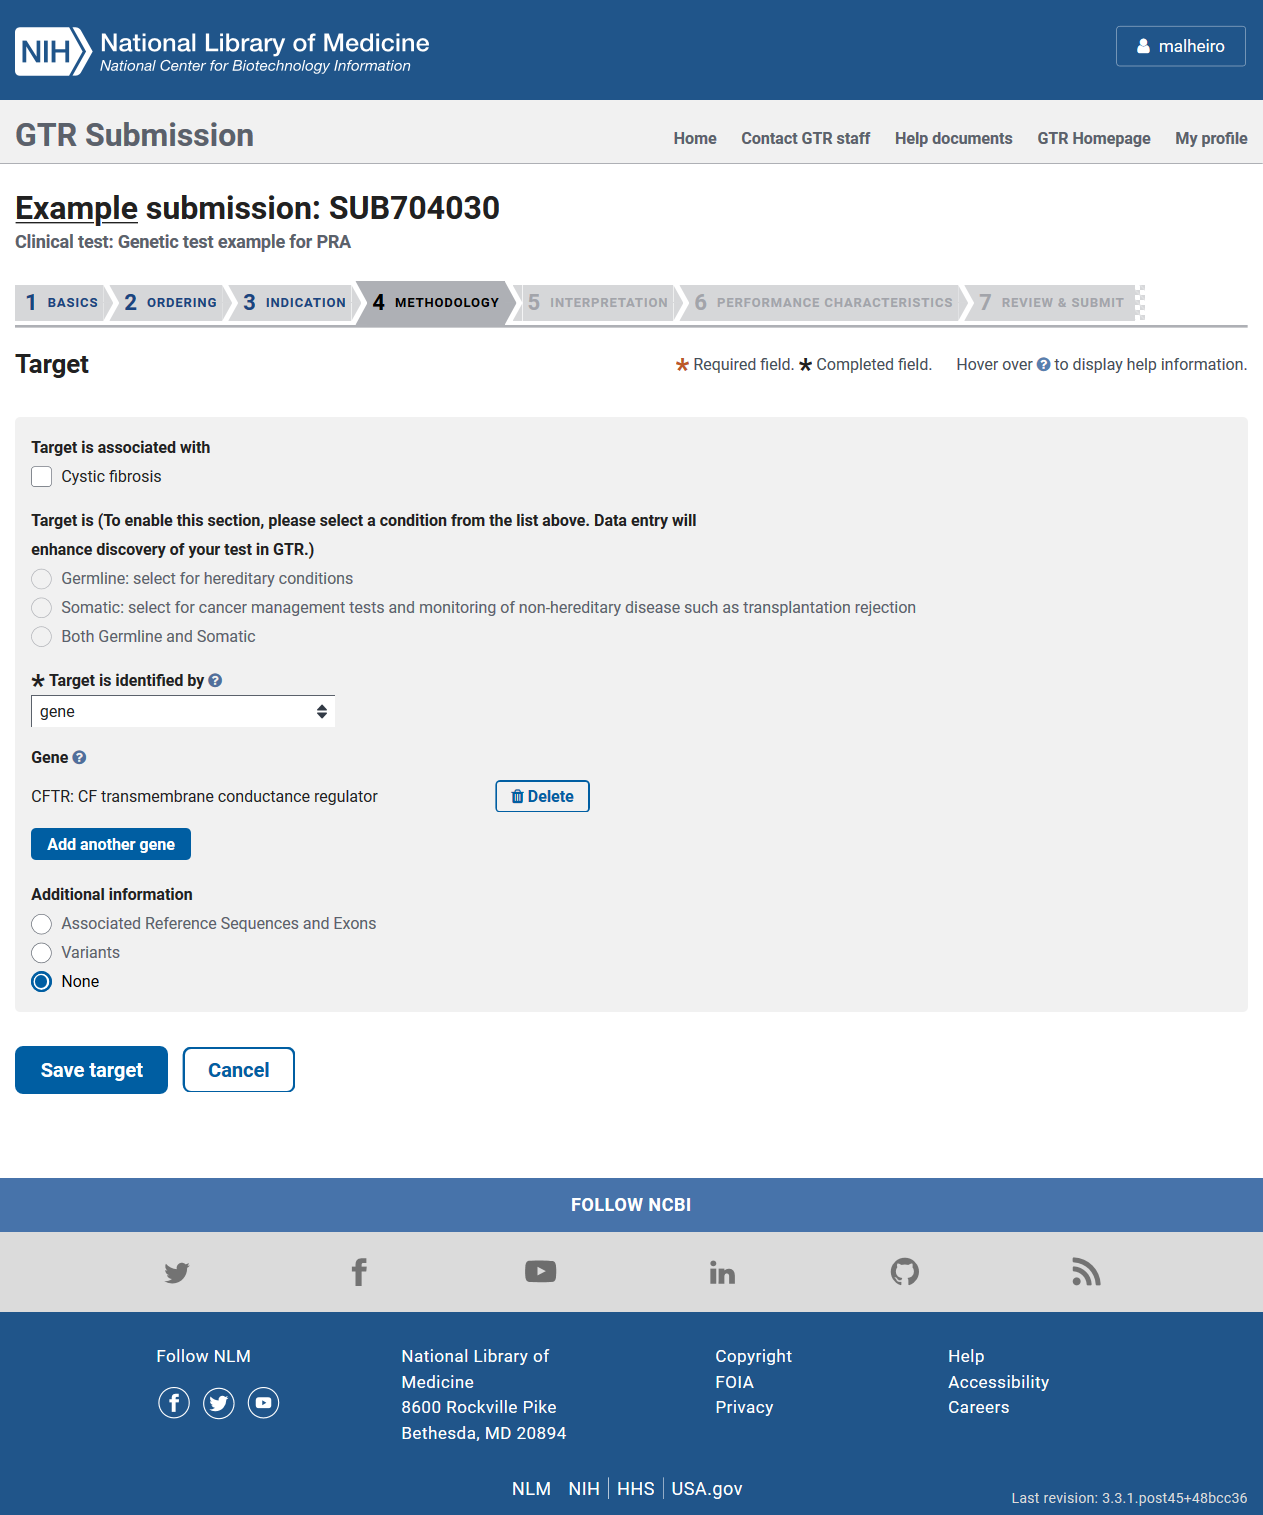 NIH National Library of Medicine
National Center for Biotechnology Information
malheiro
GTR Submission
Home Contact GTR staff Help documents GTR Homepage My profile
Example submission: SUB704030
Clinical test: Genetic test example for PRA
1 BASICS 2 ORDERING 3 INDICATION 4 METHODOLOGY 5 INTERPRETATION 6 PERFORMANCE CHARACTERISTICS 7 REVIEW & SUBMIT
Target
* Required field. * Completed field. Hover over ? to display help information.
Target is associated with
Cystic fibrosis
Target is (To enable this section, please select a condition from the list above. Data entry will
enhance discovery of your test in GTR.)
Germline: select for hereditary conditions
Somatic: select for cancer management tests and monitoring of non-hereditary disease such as transplantation rejection
Both Germline and Somatic
* Target is identified by ?
gene
Gene ?
CFTR: CF transmembrane conductance regulator
Delete
Add another gene
Additional information
Associated Reference Sequences and Exons
Variants
None
Save target Cancel
FOLLOW NCBI
Follow NLM
National Library of
Medicine
8600 Rockville Pike
Bethesda, MD 20894
Copyright
FOIA
Privacy
Help
Accessibility
Careers
NLM NIH HHS USA.gov
Last revision: 3.3.1.post45+48bcc36